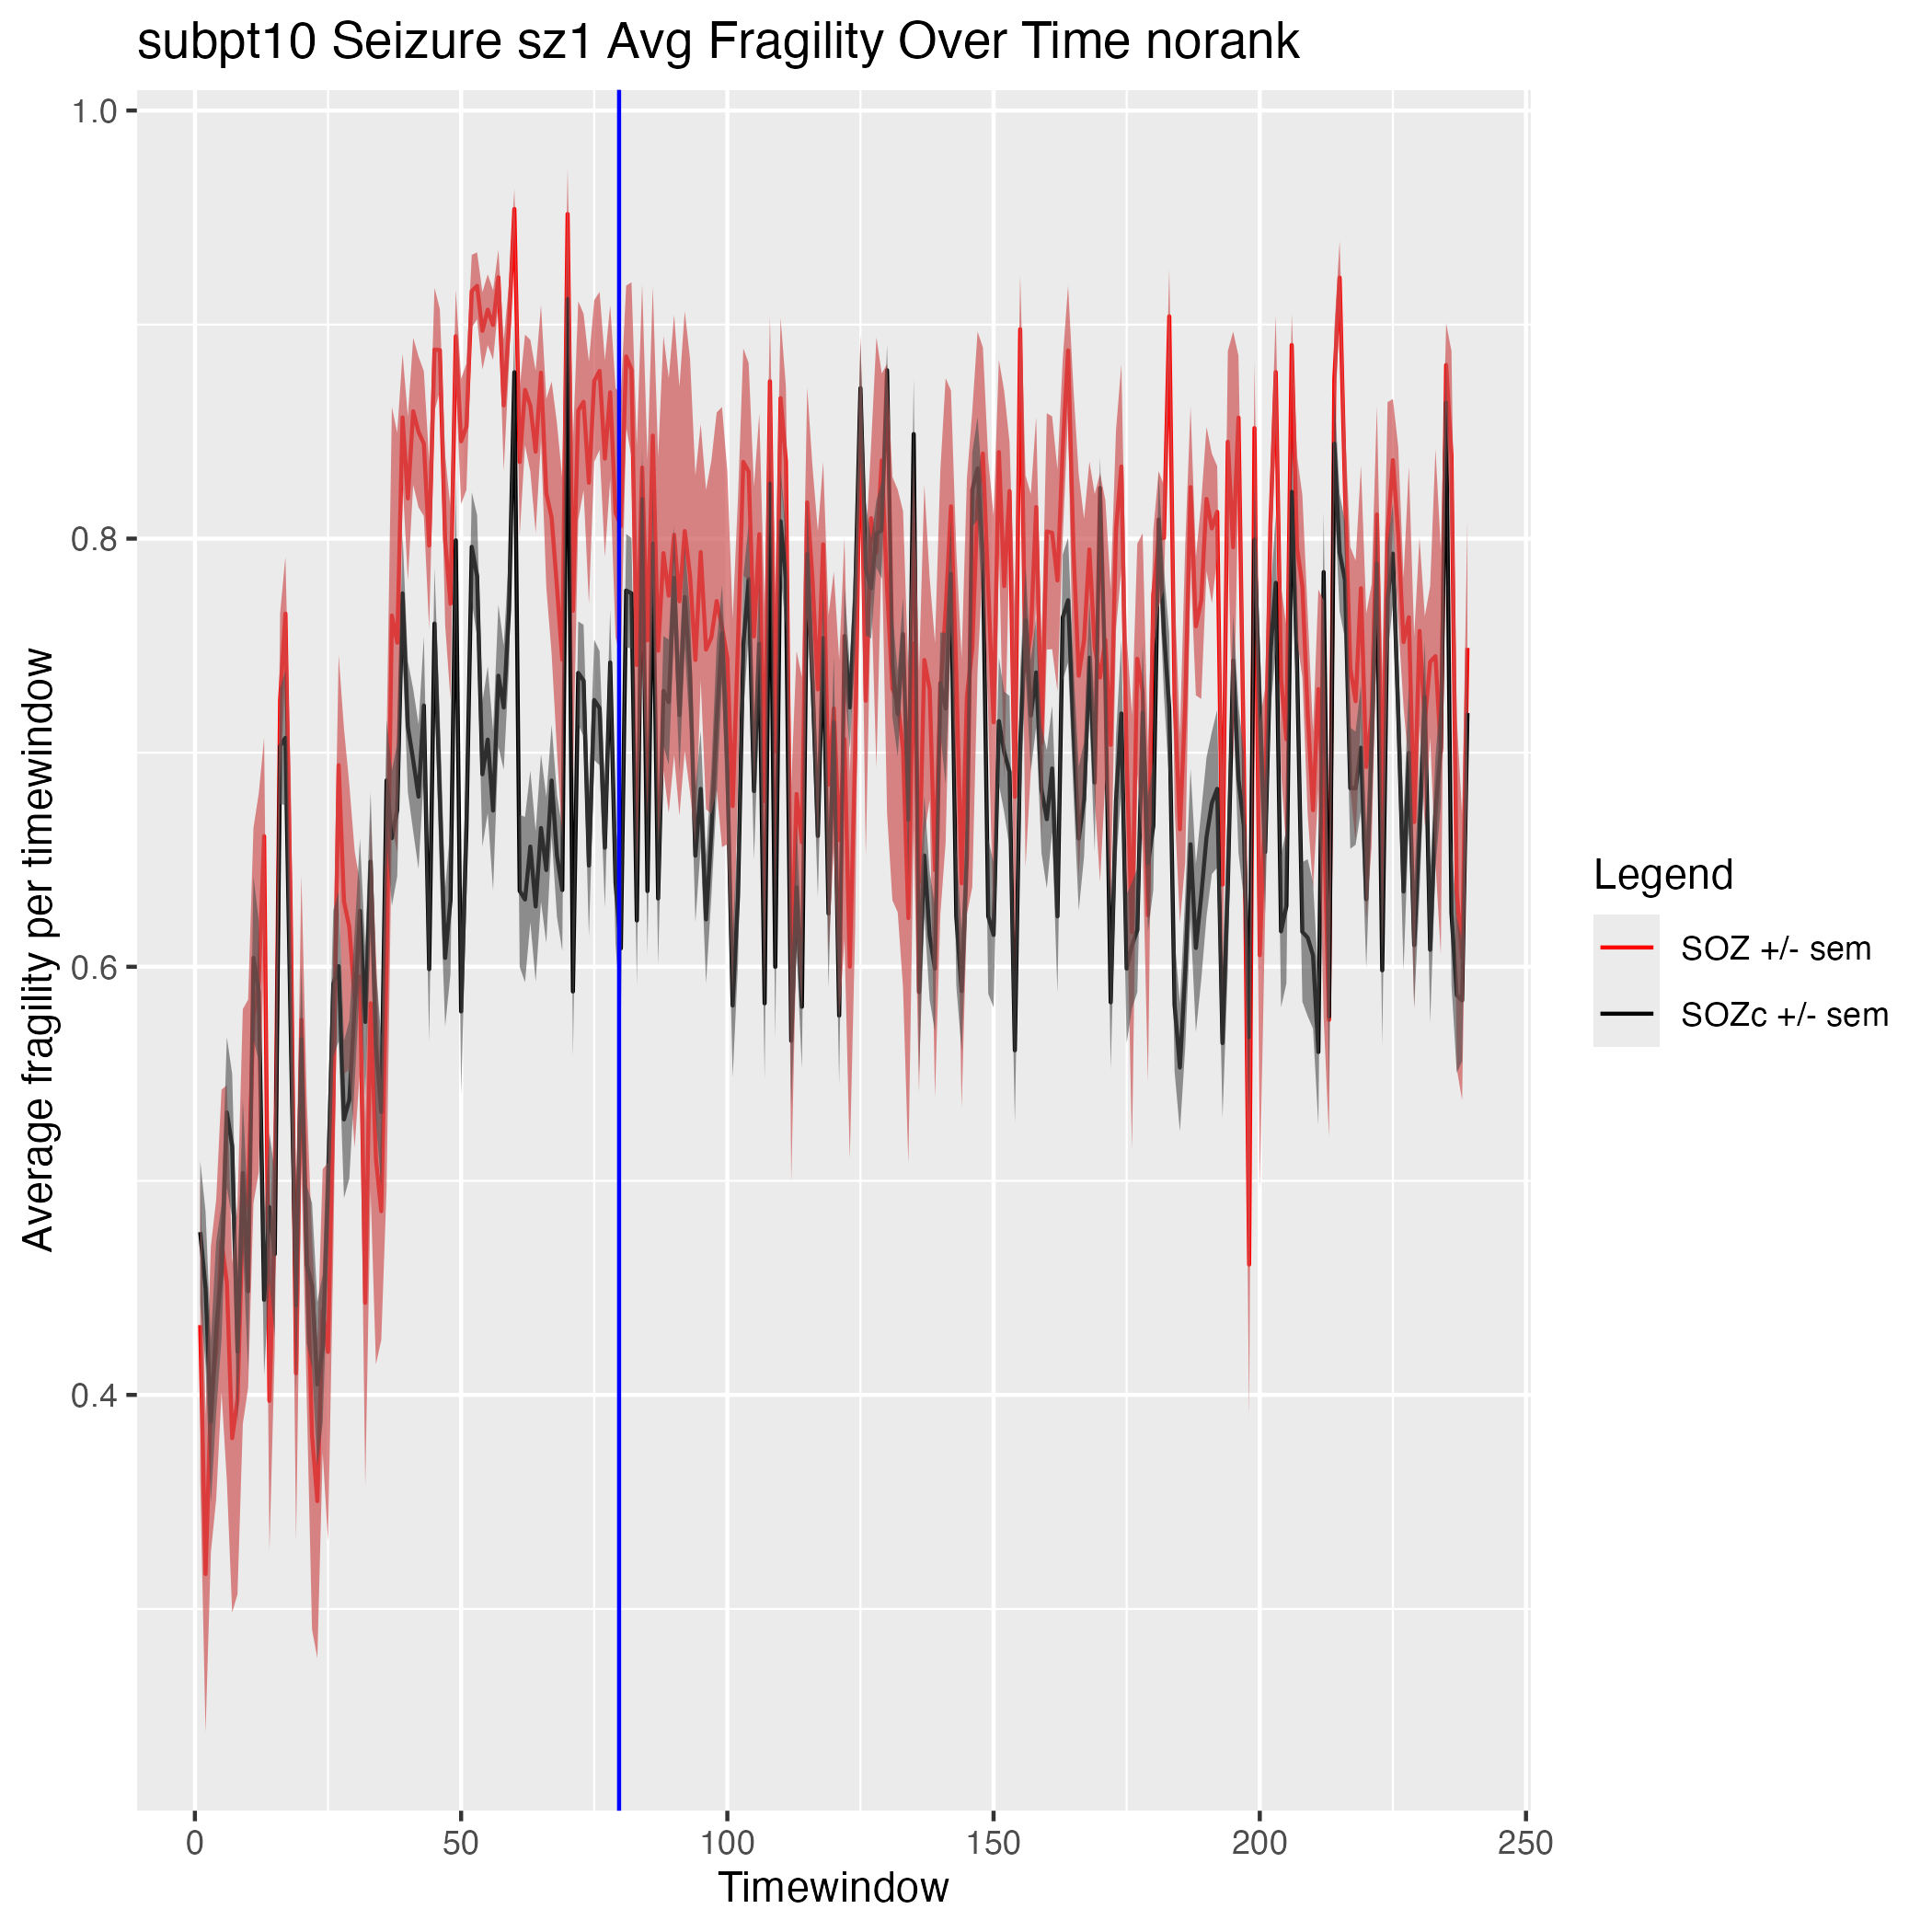 subpt10 Seizure sz1 Avg Fragility Over Time norank
Average fragility per timewindow
1.0
0.8
0.6
0.4
0 50 100 150 200 250
Timewindow
Legend
SOZ +/- sem
SOZc +/- sem